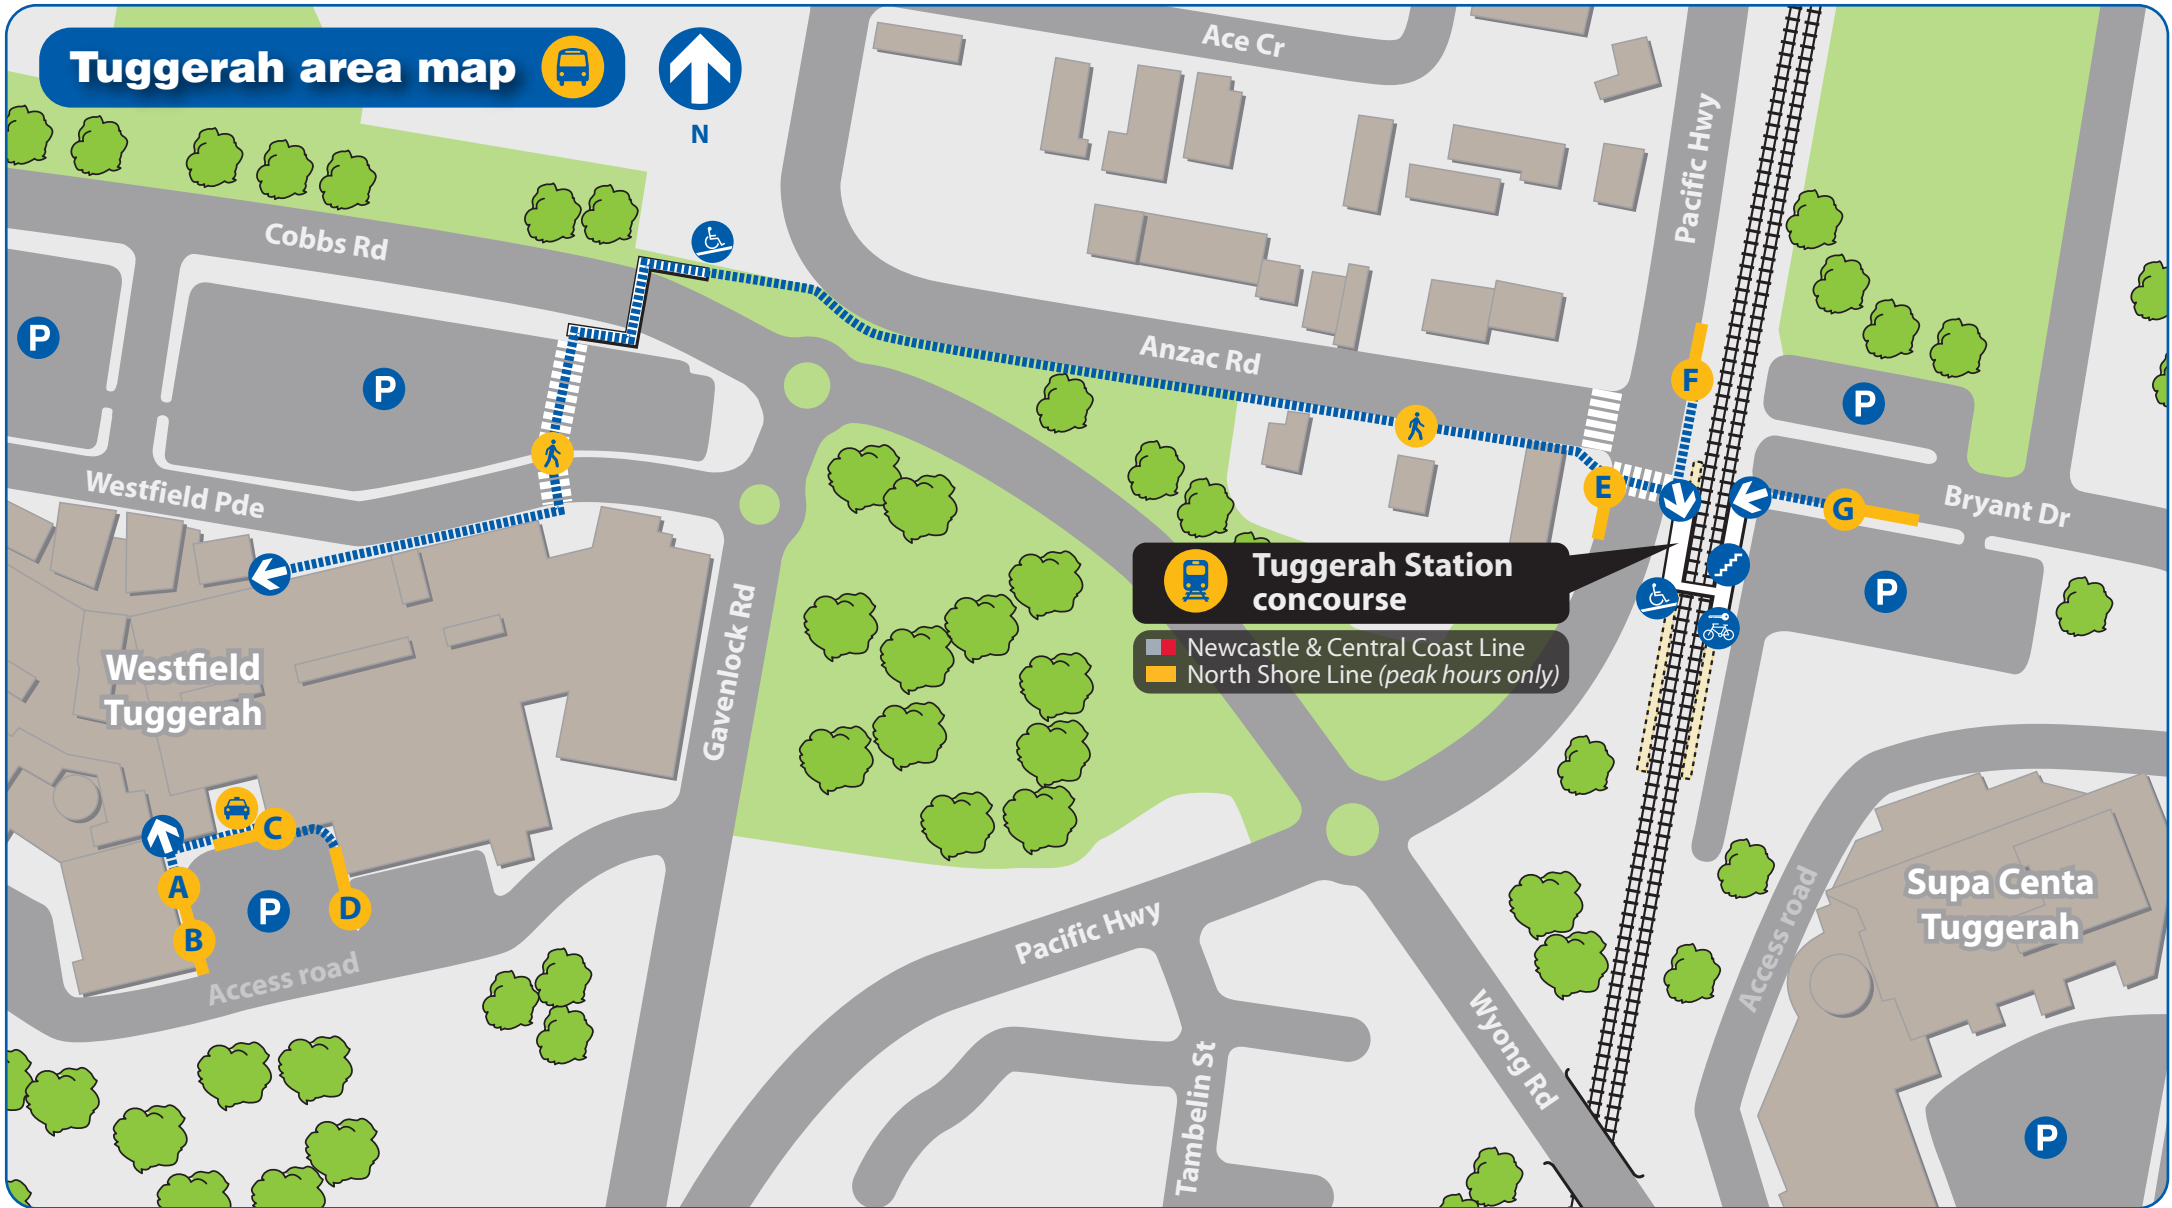 Tuggerah area map
N
Ace Cr
Pacific Hwy
Cobbs Rd
P
P
Anzac Rd
F
P
Westfield Pde
E
G
Bryant Dr
Tuggerah Station
concourse
Newcastle & Central Coast Line
North Shore Line (peak hours only)
P
Gavenlock Rd
Westfield
Tuggerah
C
A
B
P
D
Access road
Pacific Hwy
Supa Centa
Tuggerah
Access road
Wyong Rd
Tambelin St
P